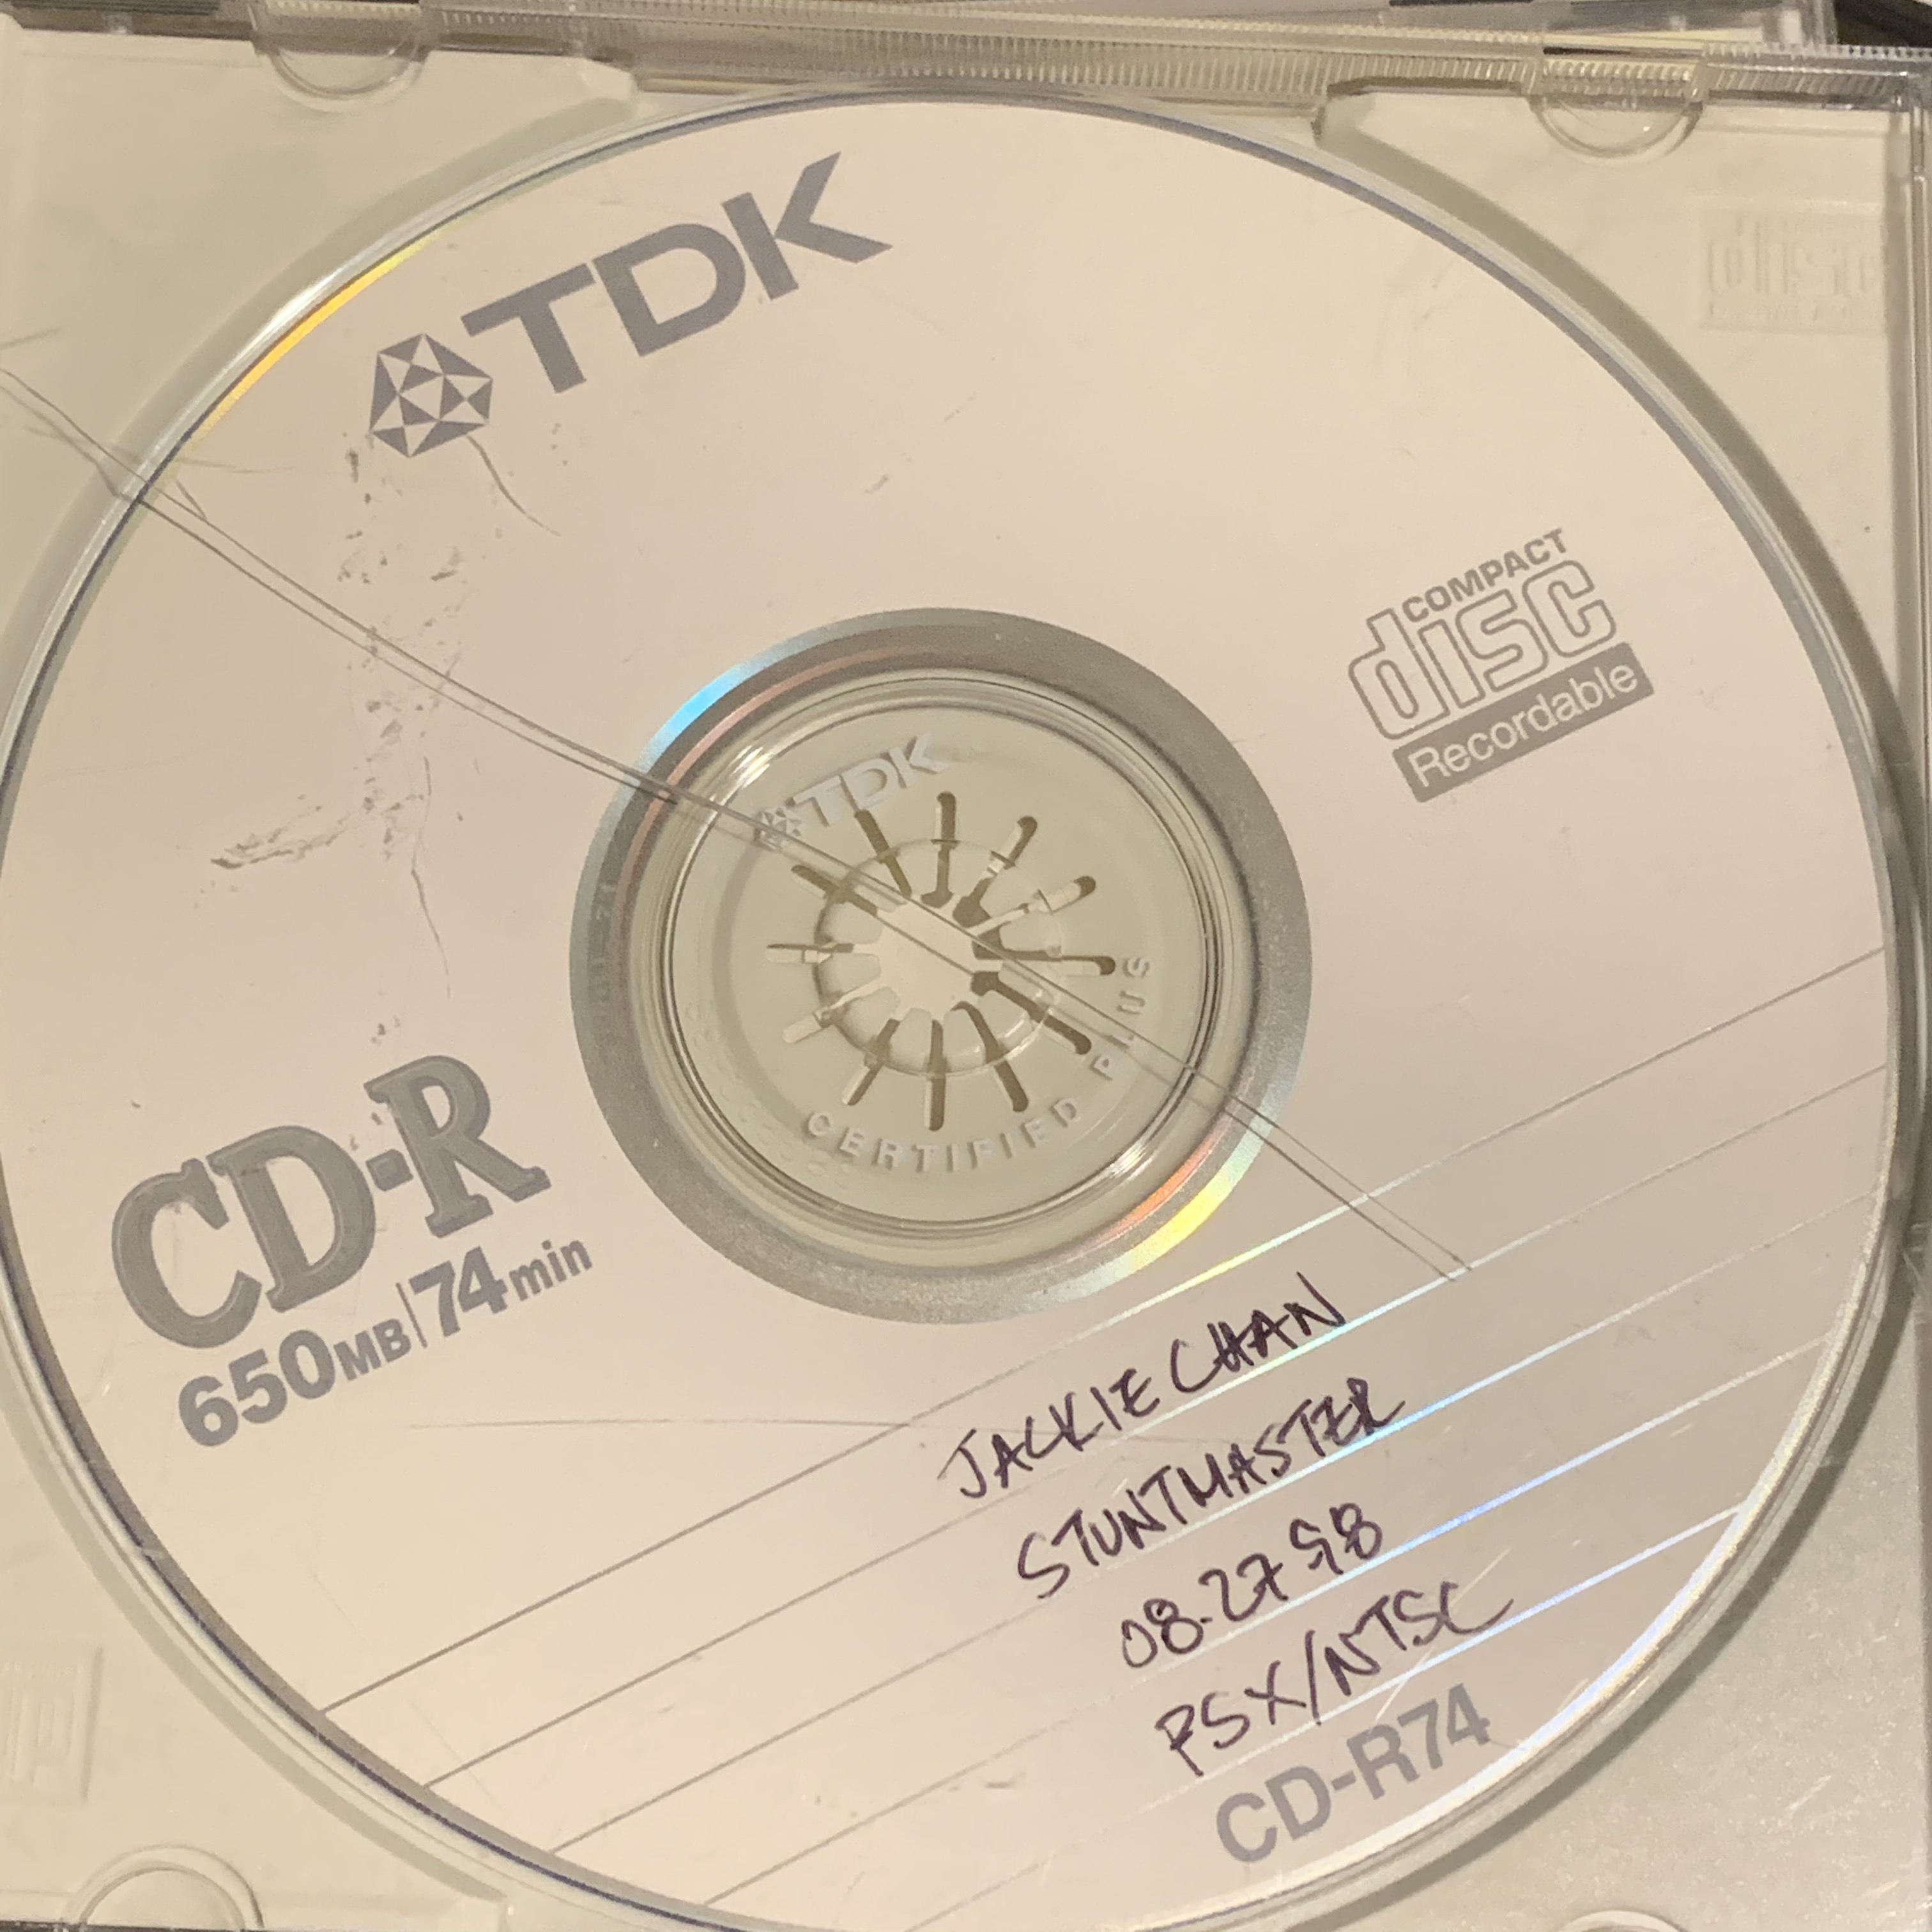 TDK
COMPACT
disc
Recordable
TDK
CERTIFIED PLUS
CD-R
650MB|74min
JACKIE CHAN
STUNTMASTER
08.27 98
PSX/NTSC
CD-R74
disc